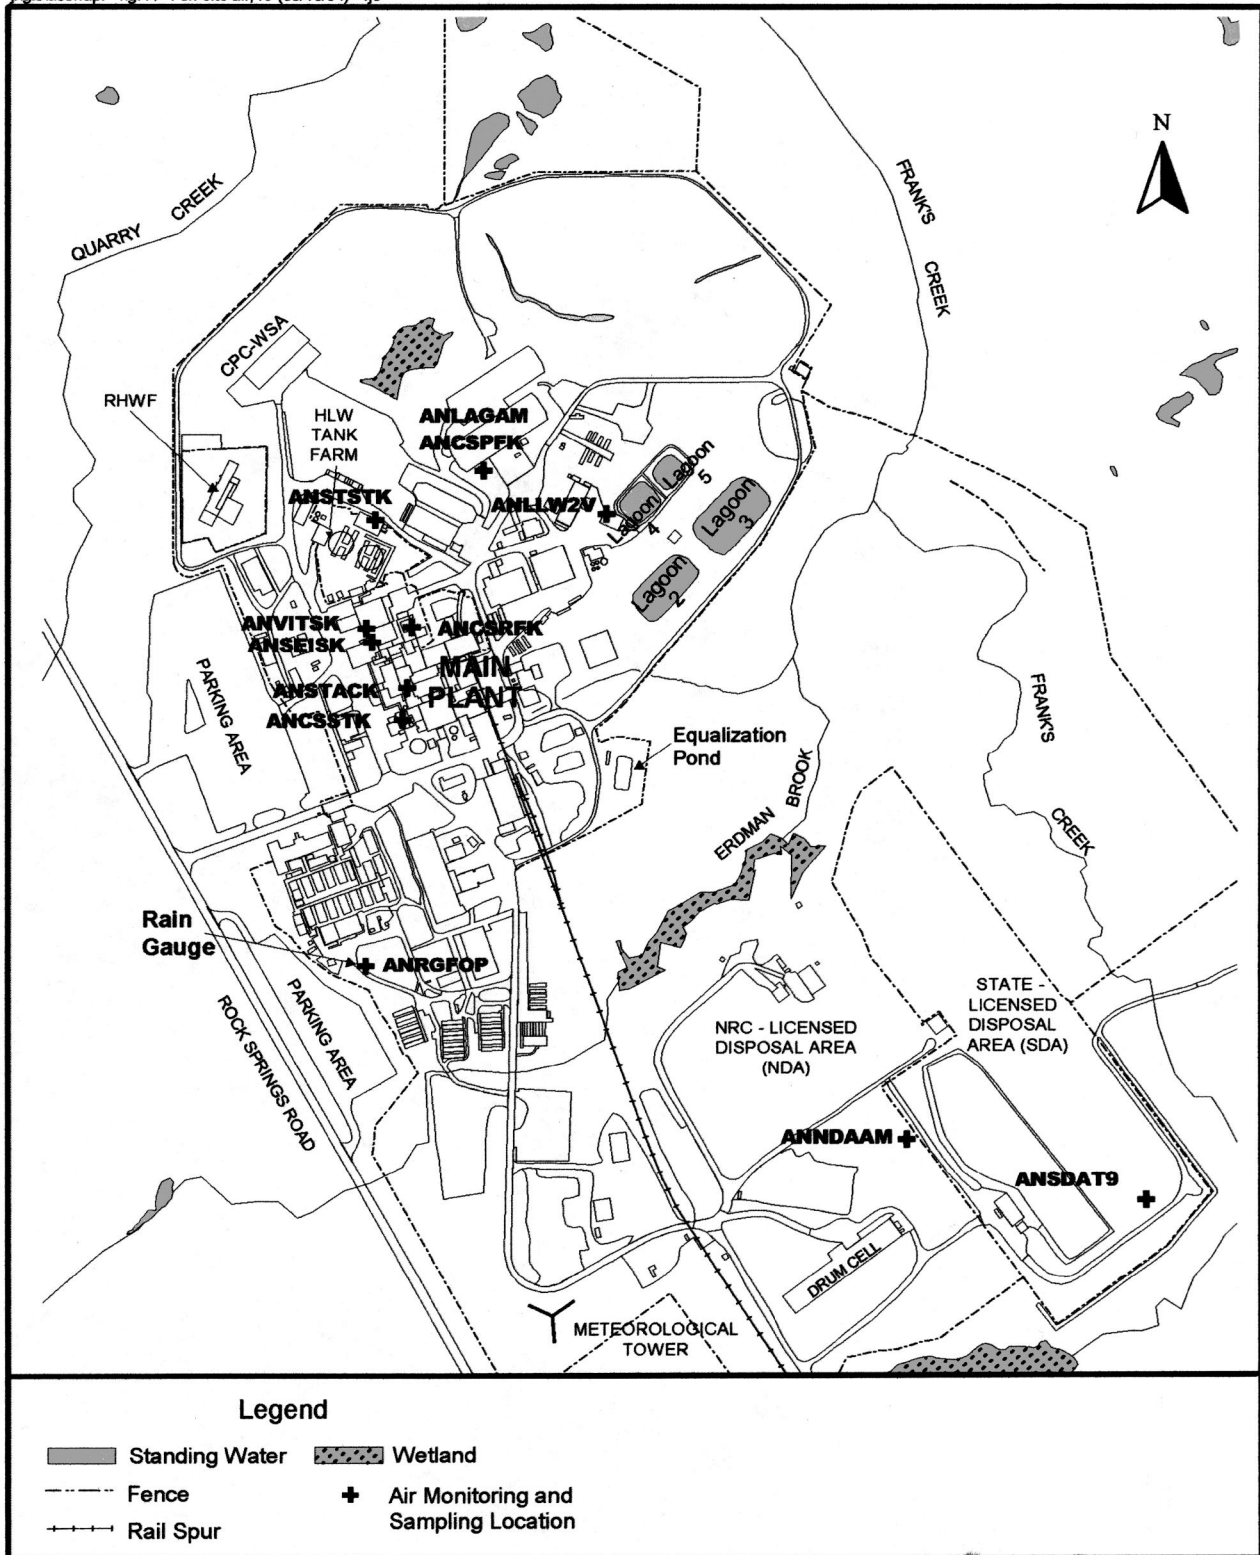 N
QUARRY CREEK
FRANK'S
CREEK
CPC-WSA
RHWF
HLW
TANK
FARM
ANLAGAM
ANCSPFK
ANSTSTK
ANLLW2V
Lagoon
5
Lagoon
4
Lagoon
3
Lagoon
2
ANVITSK
ANSEISK
ANCSRFK
MAIN
PLANT
ANSTACK
ANCSSTK
PARKING AREA
Equalization
Pond
FRANK'S
CREEK
ERDMAN BROOK
Rain
Gauge
ANRGFOP
PARKING AREA
ROCK SPRINGS ROAD
NRC - LICENSED
DISPOSAL AREA
(NDA)
STATE -
LICENSED
DISPOSAL
AREA (SDA)
ANNDAAM
ANSDAT9
DRUM CELL
METEOROLOGICAL
TOWER
Legend
Standing Water
Wetland
Fence
Air Monitoring and
Sampling Location
Rail Spur